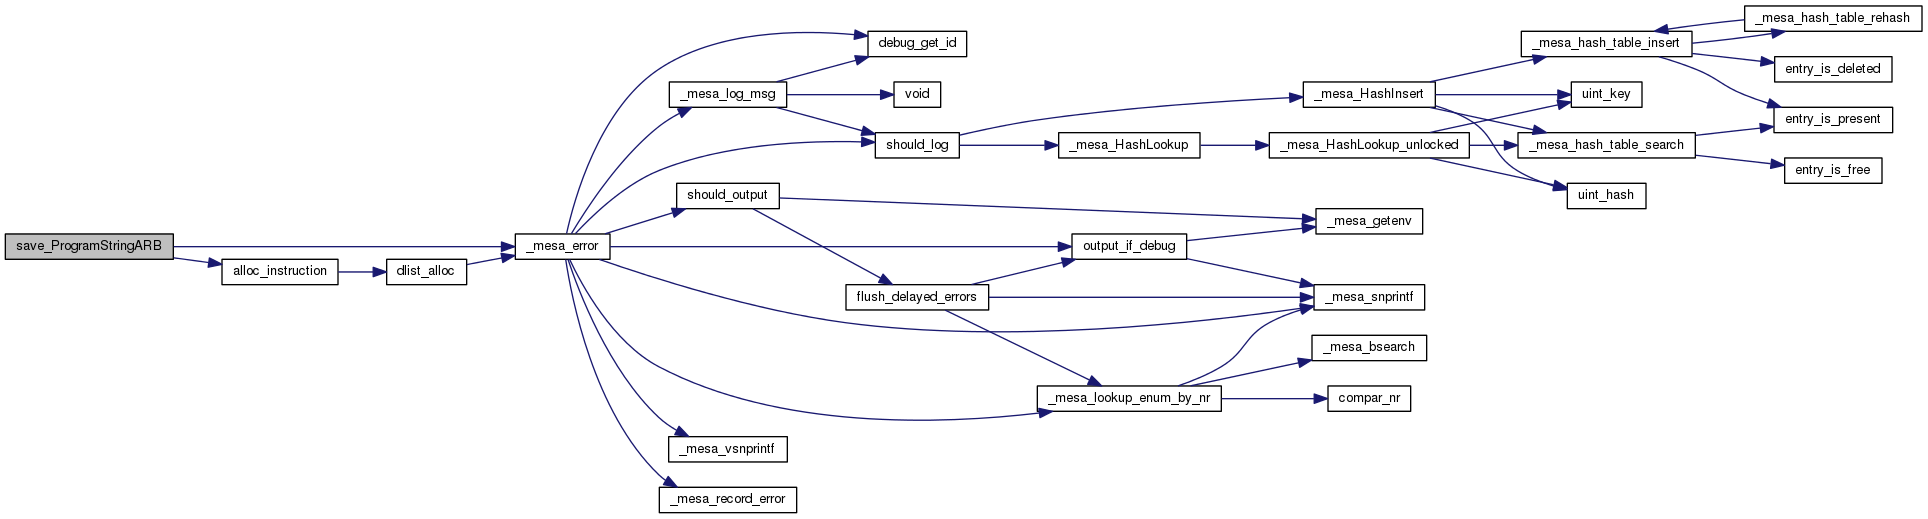 _mesa_hash_table_rehash
debug_get_id
_mesa_hash_table_insert
entry_is_deleted
_mesa_log_msg
void
_mesa_HashInsert
uint_key
entry_is_present
should_log
_mesa_HashLookup
_mesa_HashLookup_unlocked
_mesa_hash_table_search
entry_is_free
should_output
uint_hash
_mesa_getenv
save_ProgramStringARB
_mesa_error
output_if_debug
alloc_instruction
dlist_alloc
flush_delayed_errors
_mesa_snprintf
_mesa_bsearch
_mesa_lookup_enum_by_nr
compar_nr
_mesa_vsnprintf
_mesa_record_error